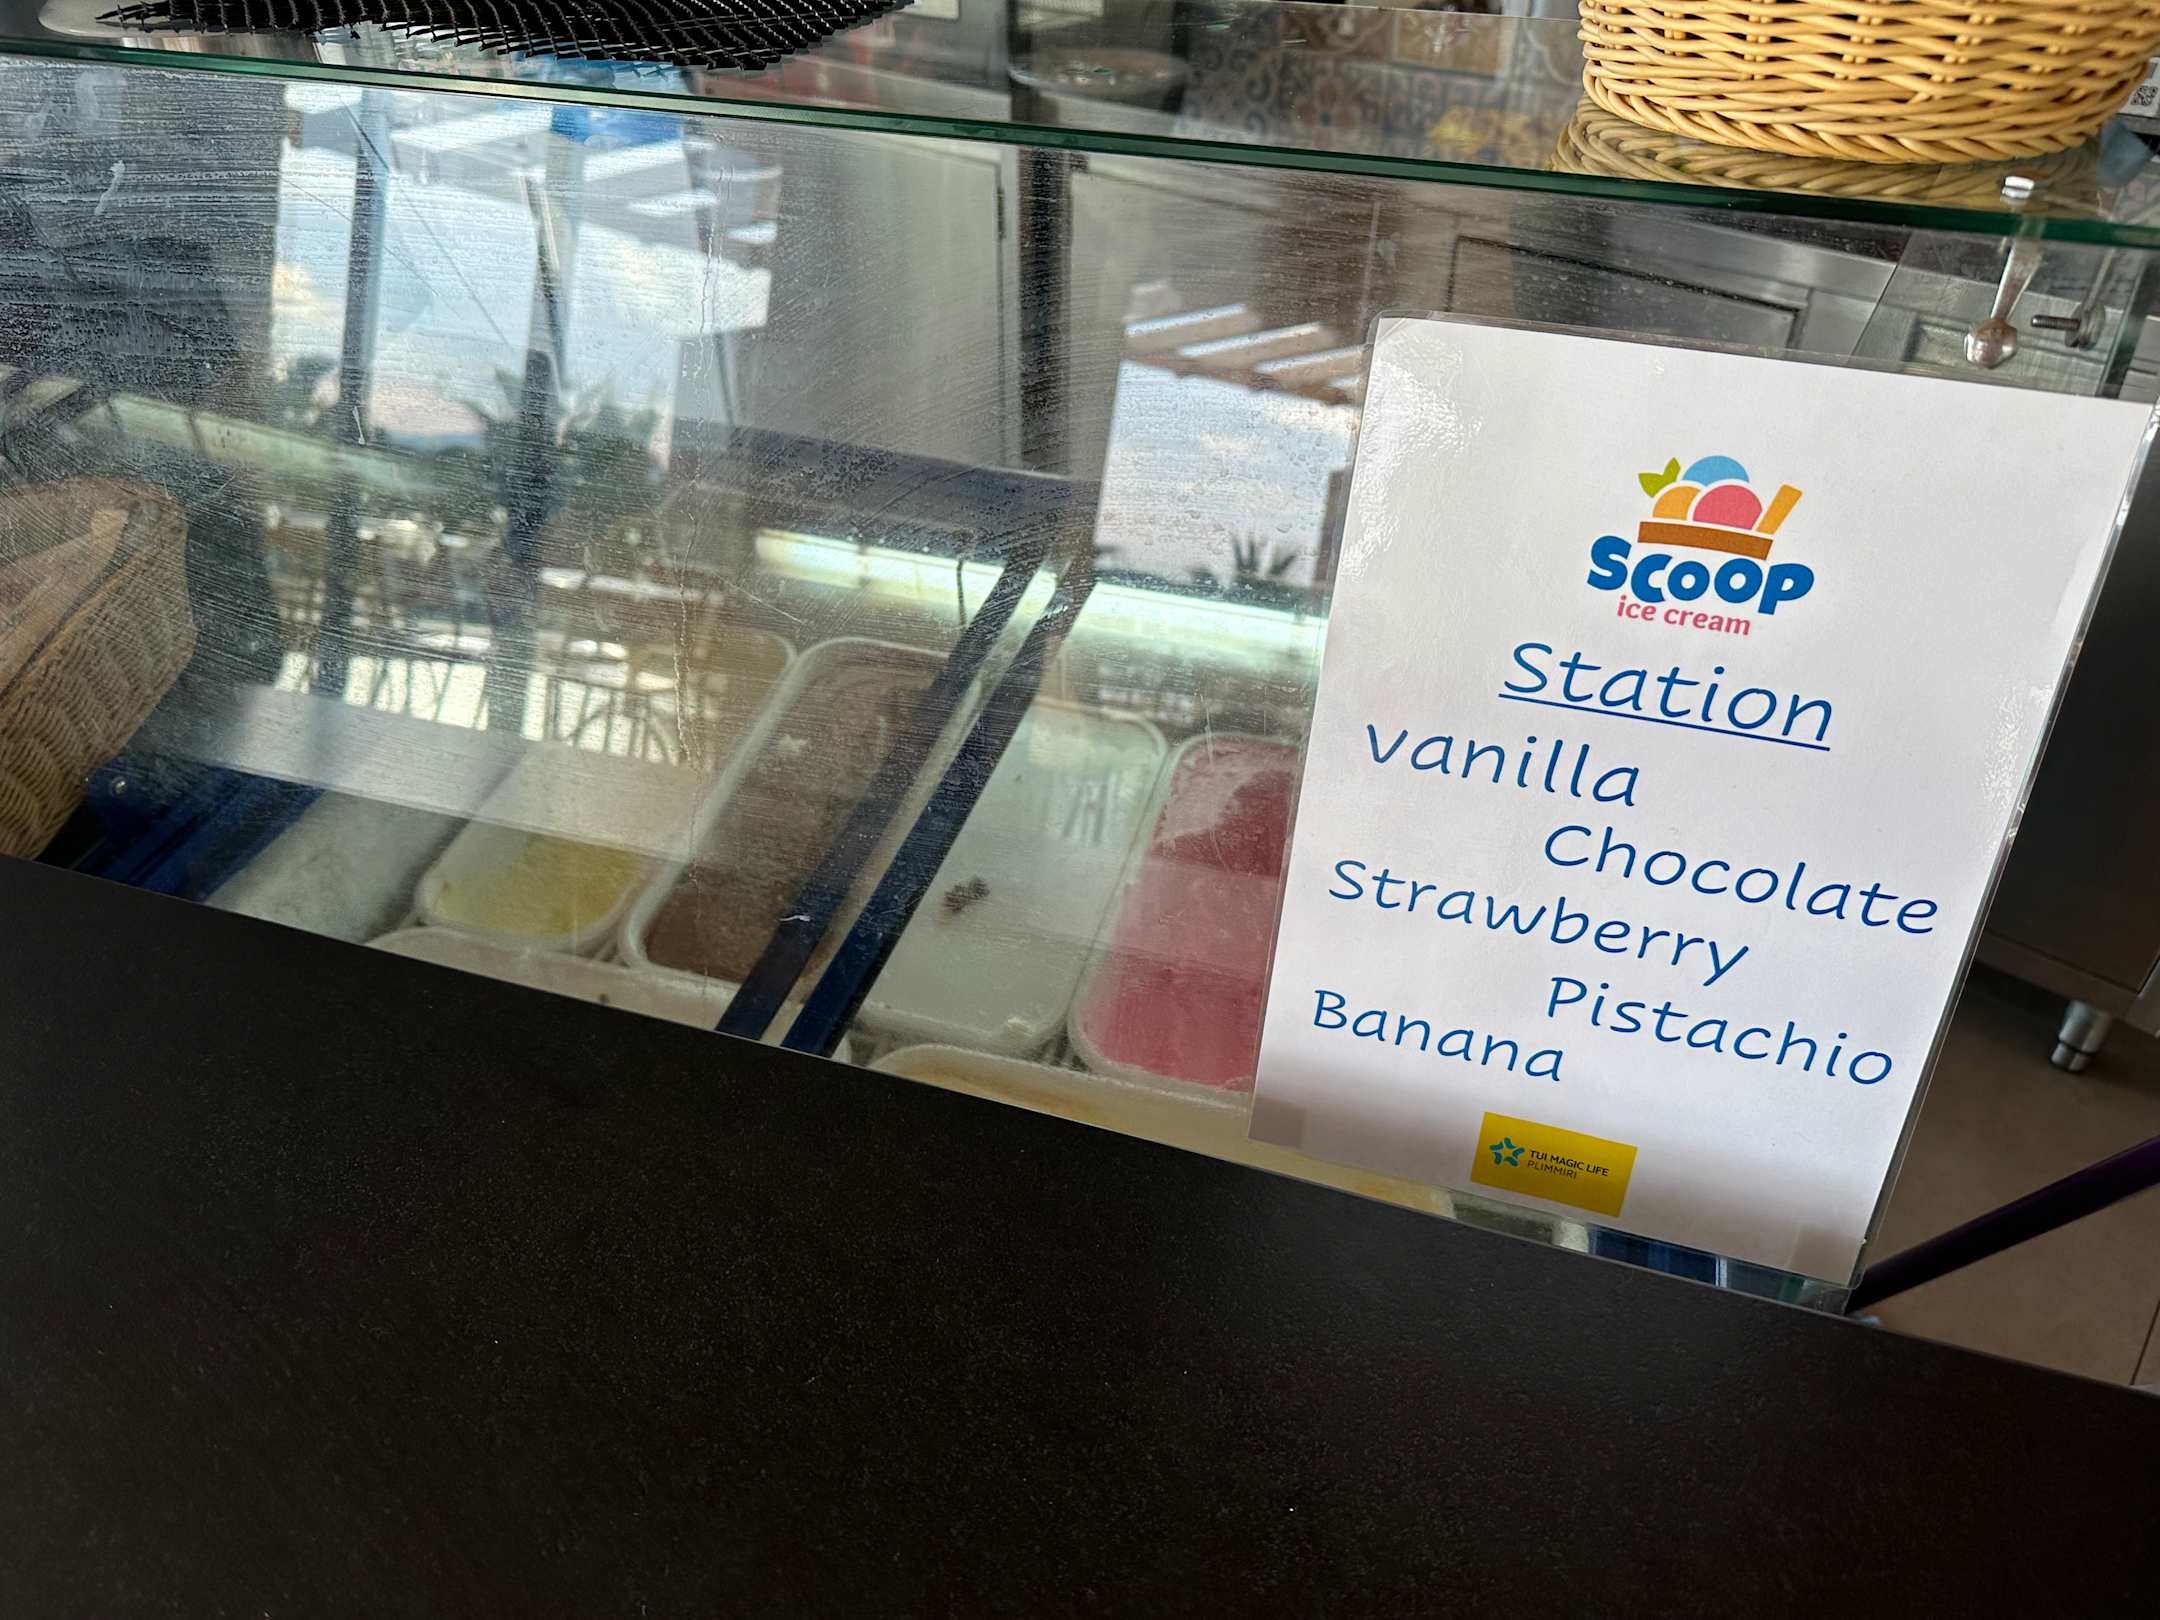 SCOOP
ice cream
Station
vanilla
Chocolate
Strawberry
Pistachio
Banana
TUI MAGIC LIFE
PLIMMIRI